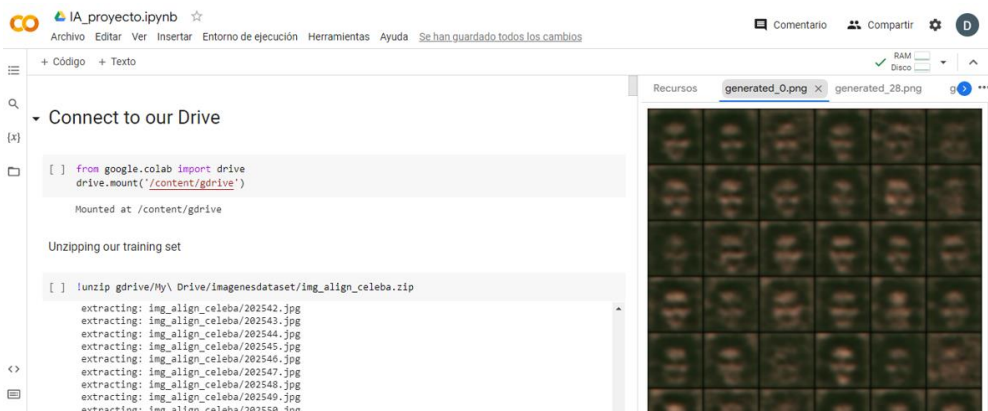 IA_proyecto.ipynb
Comentario Compartir D
Archivo Editar Ver Insertar Entorno de ejecución Herramientas Ayuda Se han guardado todos los cambios
+ Código + Texto
RAM
Disco
Recursos generated_0.png generated_28.png g
Connect to our Drive
{x}
[ ] from google.colab import drive
drive.mount('/content/gdrive')
Mounted at /content/gdrive
Unzipping our training set
[ ] !unzip gdrive/My\ Drive/imagenesdataset/img_align_celeba.zip
extracting: img_align_celeba/202542.jpg
extracting: img_align_celeba/202543.jpg
extracting: img_align_celeba/202544.jpg
extracting: img_align_celeba/202545.jpg
extracting: img_align_celeba/202546.jpg
extracting: img_align_celeba/202547.jpg
extracting: img_align_celeba/202548.jpg
extracting: img_align_celeba/202549.jpg
extracting: img_align_celeba/202550.jpg